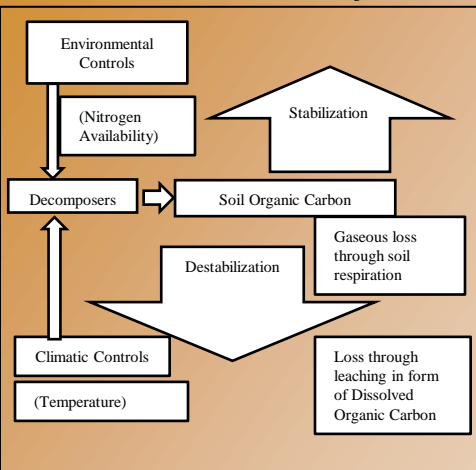 Environmental
Controls
(Nitrogen
Availability)
Stabilization
Decomposers
Soil Organic Carbon
Gaseous loss
through soil
respiration
Destabilization
Climatic Controls
(Temperature)
Loss through
leaching in form
of Dissolved
Organic Carbon